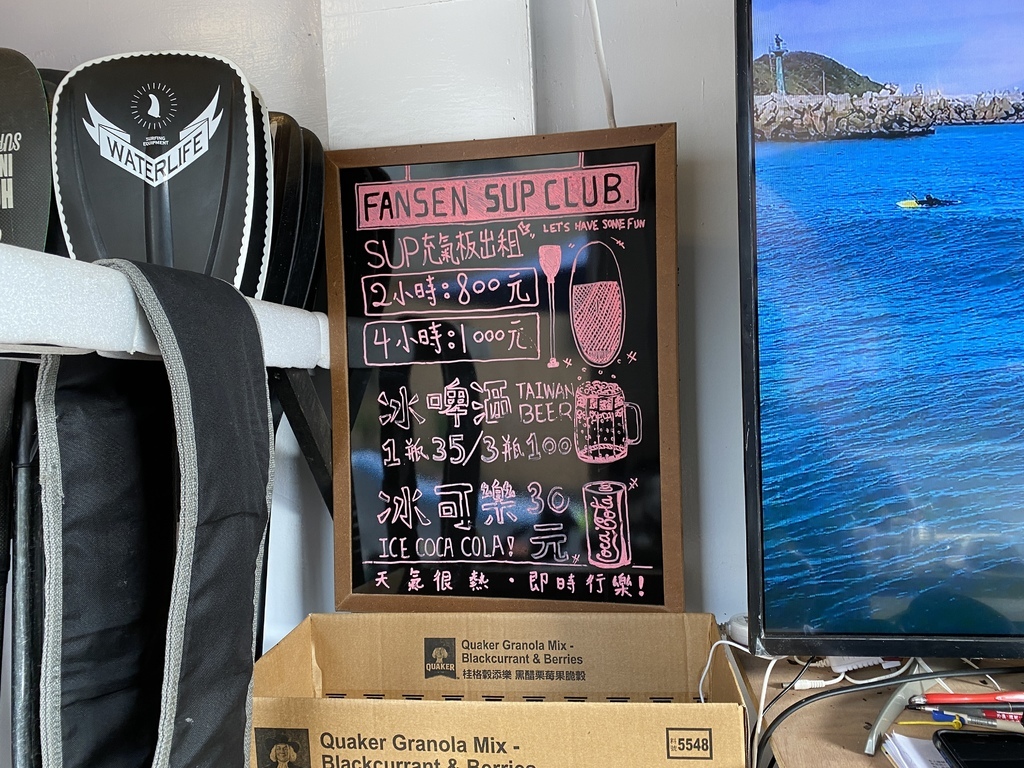 WATERLIFE
SURFING
EQUIPMENT
FANSEN SUP CLUB.
LET'S HAVE SOME FUN
SUP充氣板出租
2小時:800元
4小時:1000元
冰啤酒 TAIWAN BEER
1瓶35/3瓶100
冰可樂30元
ICE COCA COLA!
CocaCola
天氣很熱·即時行樂!
Quaker Granola Mix -
Blackcurrant & Berries
桂格穀添樂 黑醋栗莓果脆穀
QUAKER
Quaker Granola Mix -
Blackcurrant & Berries
料號 5548